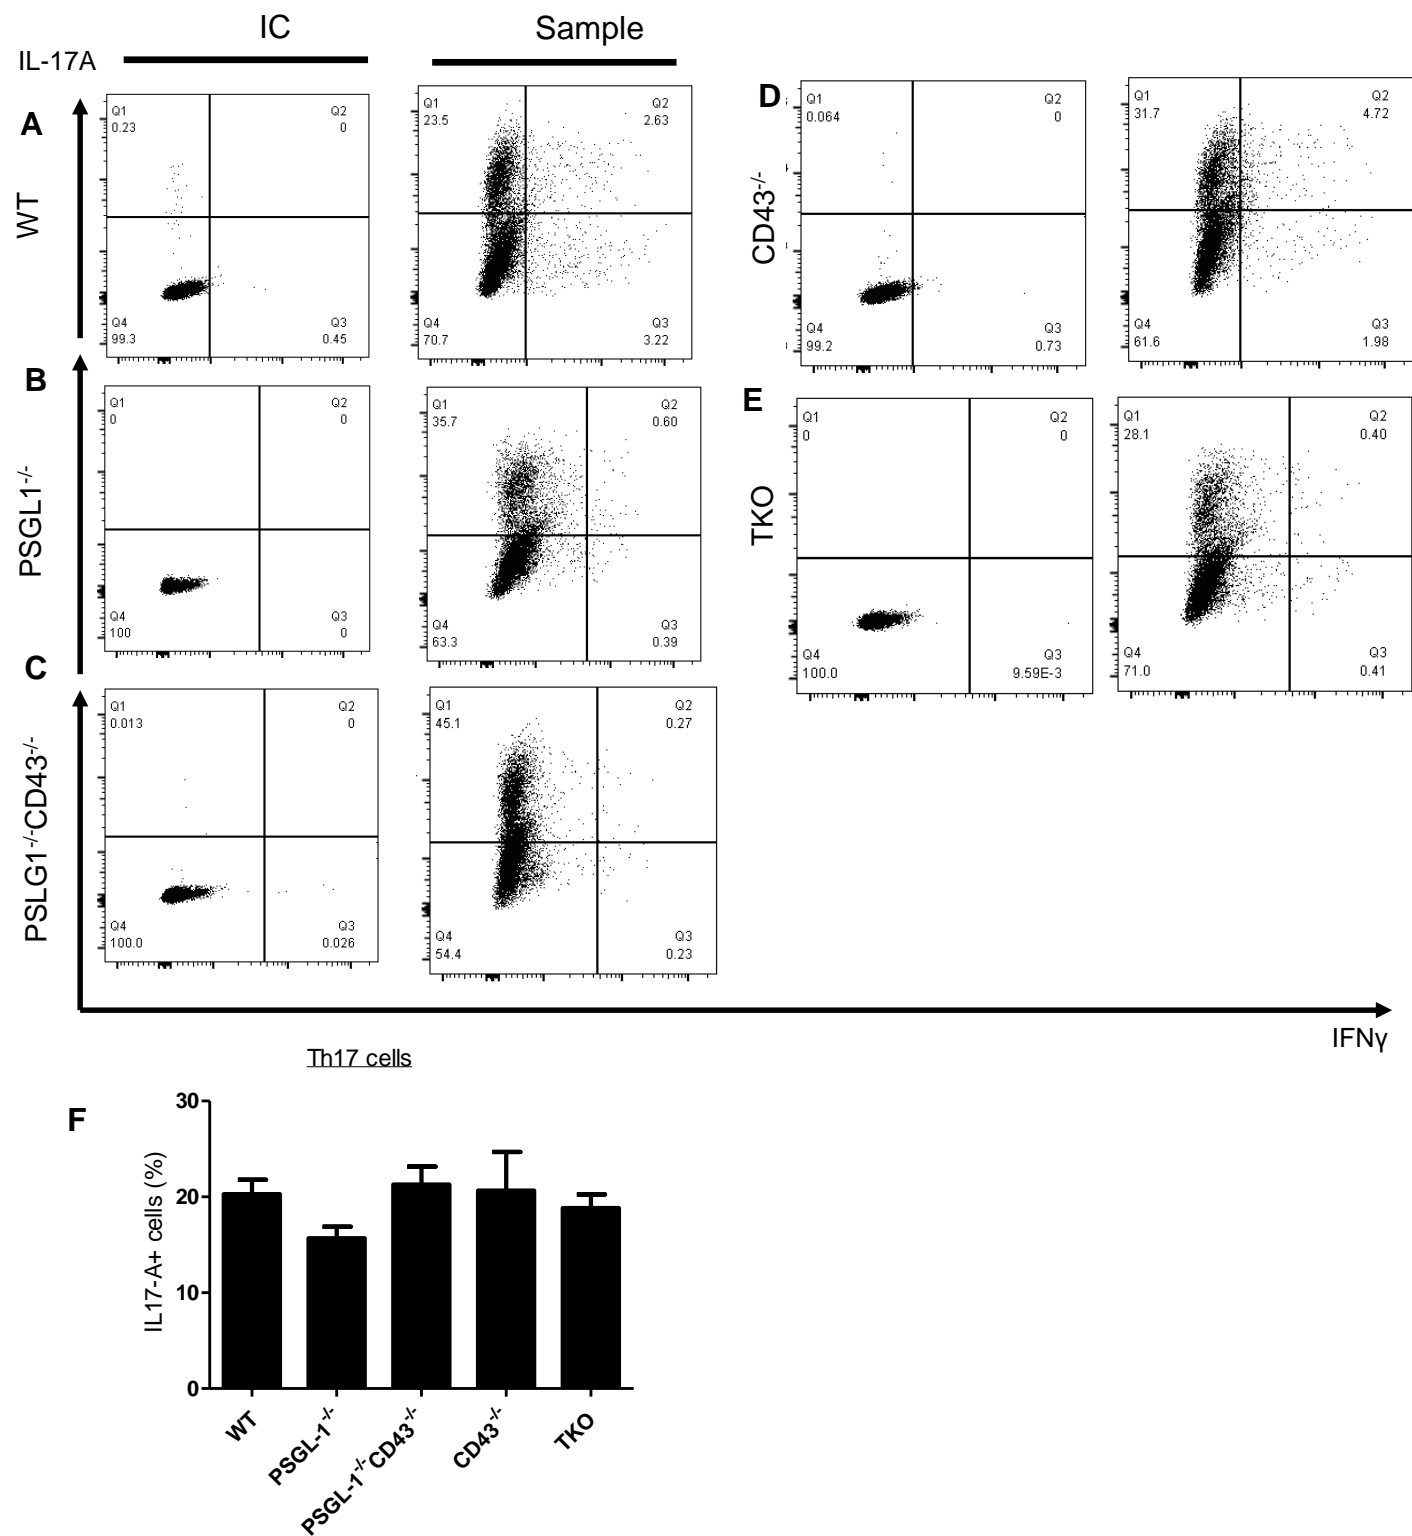 IC
Sample
IL-17A
A
WT
Q1
0.23
Q2
0
Q4
99.3
Q3
0.45
Q1
23.5
Q2
2.63
Q4
70.7
Q3
3.22
B
PSGL1-/-
Q1
0
Q2
0
Q4
100
Q3
0
Q1
35.7
Q2
0.60
Q4
63.3
Q3
0.39
C
PSLG1-/-CD43-/-
Q1
0.013
Q2
0
Q4
100.0
Q3
0.026
Q1
45.1
Q2
0.27
Q4
54.4
Q3
0.23
D
CD43-/-
Q1
0.064
Q2
0
Q4
99.2
Q3
0.73
Q1
31.7
Q2
4.72
Q4
61.6
Q3
1.98
E
TKO
Q1
0
Q2
0
Q4
100.0
Q3
9.59E-3
Q1
28.1
Q2
0.40
Q4
71.0
Q3
0.41
IFNγ
Th17 cells
F
IL17-A+ cells (%)
30
20
10
0
WT
PSGL-1-/-
PSGL-1-/-CD43-/-
CD43-/-
TKO